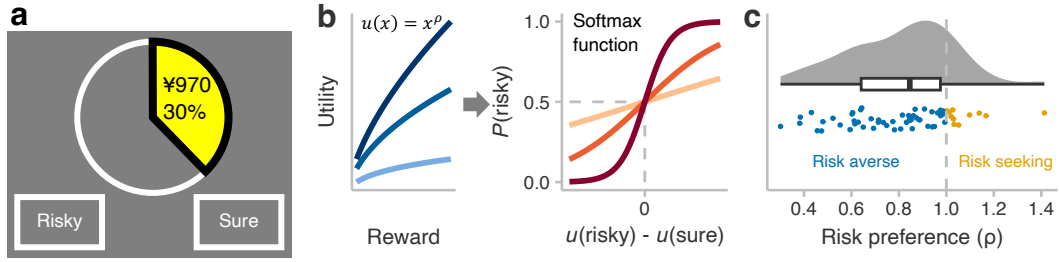 a
¥970
30%
Risky
Sure
b
u(x) = x^ρ
Utility
Reward
Softmax
function
P(risky)
1.0
0.5
0.0
0
u(risky) - u(sure)
c
Risk averse
Risk seeking
0.4 0.6 0.8 1.0 1.2 1.4
Risk preference (ρ)